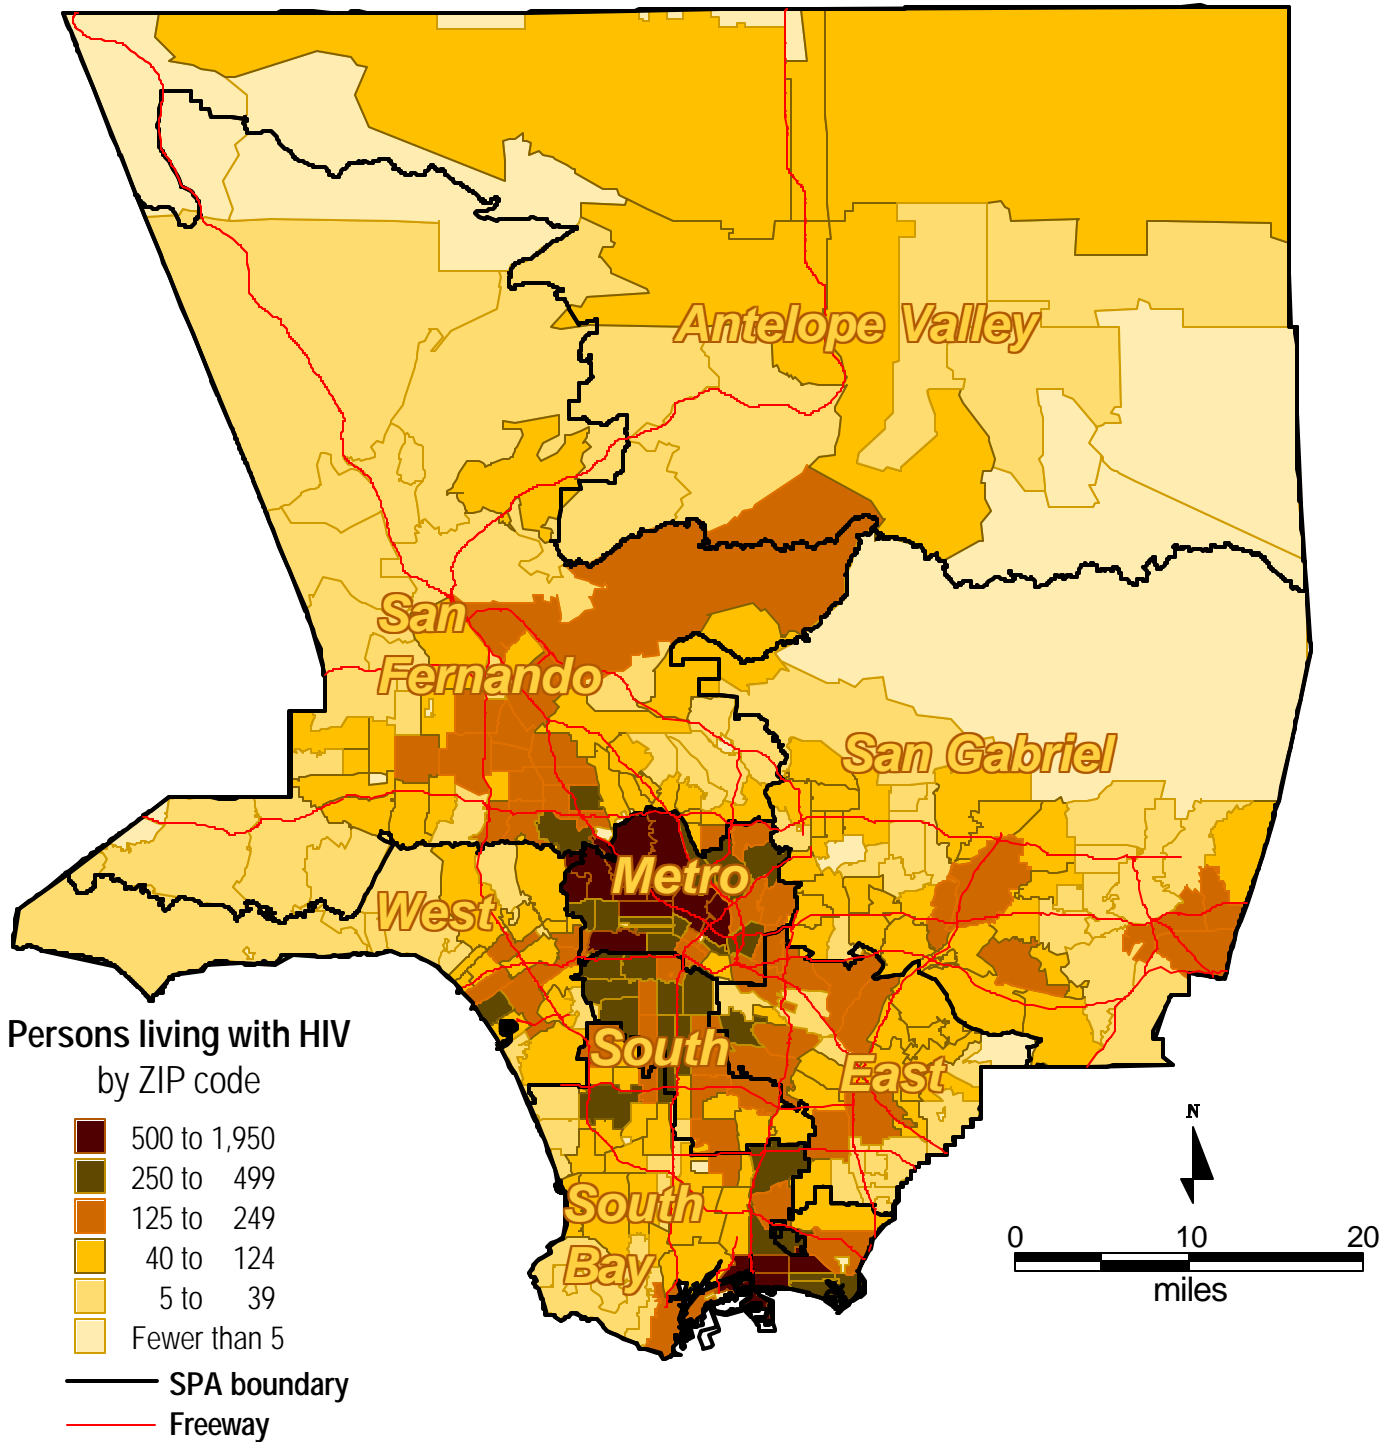 Antelope Valley
San
Fernando
San Gabriel
Metro
West
South
East
South
Bay
Persons living with HIV
by ZIP code
500 to 1,950
250 to 499
125 to 249
40 to 124
5 to 39
Fewer than 5
SPA boundary
Freeway
N
0 10 20
miles